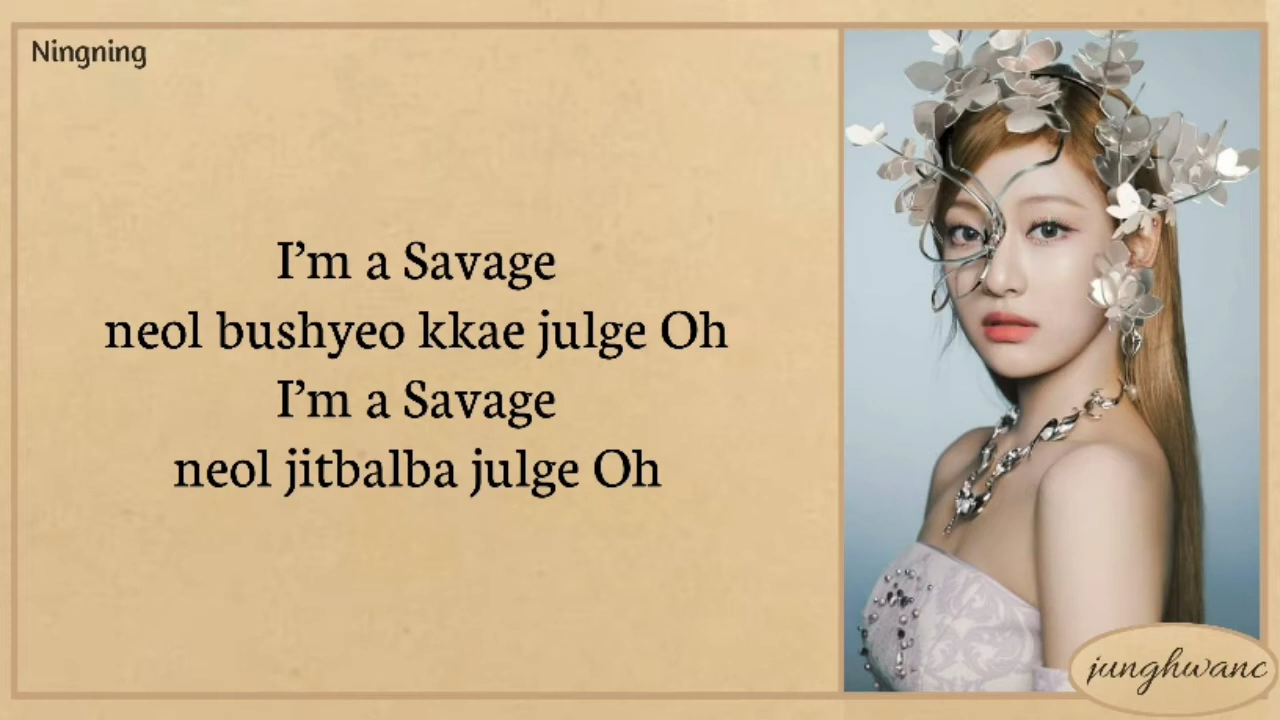 Ningning
I'm a Savage
neol bushyeo kkae julge Oh
I'm a Savage
neol jitbalba julge Oh
junghwanc